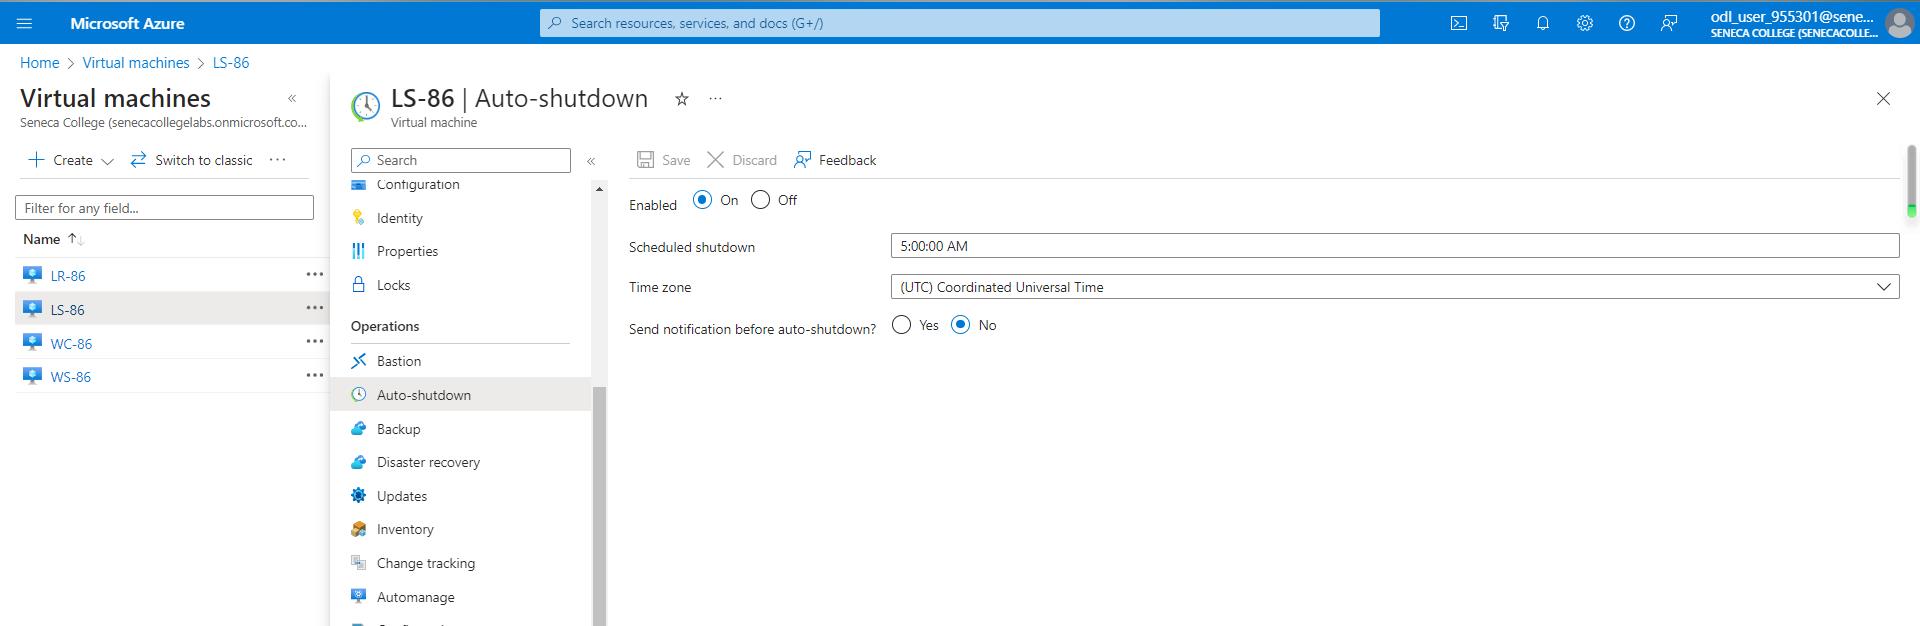 Microsoft Azure
Search resources, services, and docs (G+/)
odl_user_955301@sene...
SENECA COLLEGE (SENECACOLLE...
Home > Virtual machines > LS-86
Virtual machines
Seneca College (senecacollegelabs.onmicrosoft.co...
Create
Switch to classic
Filter for any field...
Name
LR-86
LS-86
WC-86
WS-86
LS-86 | Auto-shutdown
Virtual machine
Search
Configuration
Identity
Properties
Locks
Operations
Bastion
Auto-shutdown
Backup
Disaster recovery
Updates
Inventory
Change tracking
Automanage
Save Discard Feedback
Enabled On Off
Scheduled shutdown 5:00:00 AM
Time zone (UTC) Coordinated Universal Time
Send notification before auto-shutdown? Yes No